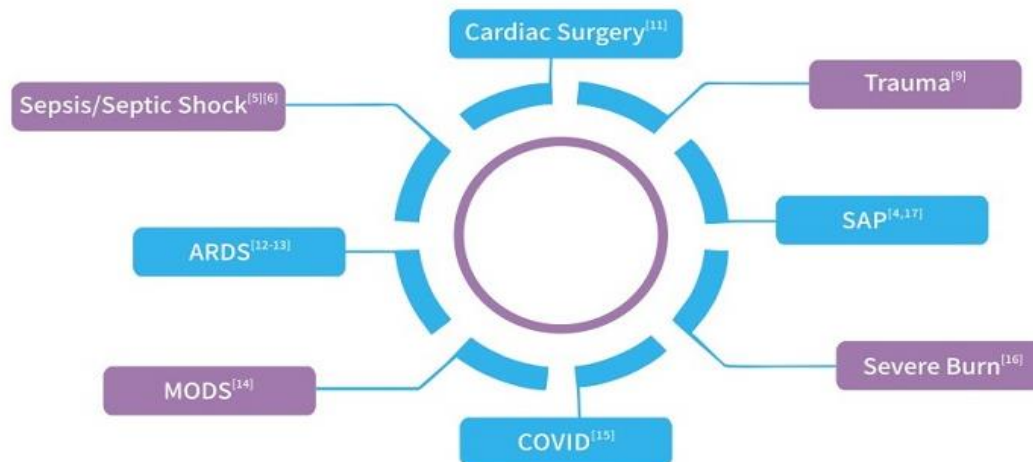 Cardiac Surgery[11]
Trauma[9]
Sepsis/Septic Shock[5][6]
SAP[4,17]
ARDS[12-13]
Severe Burn[16]
MODS[14]
COVID[15]